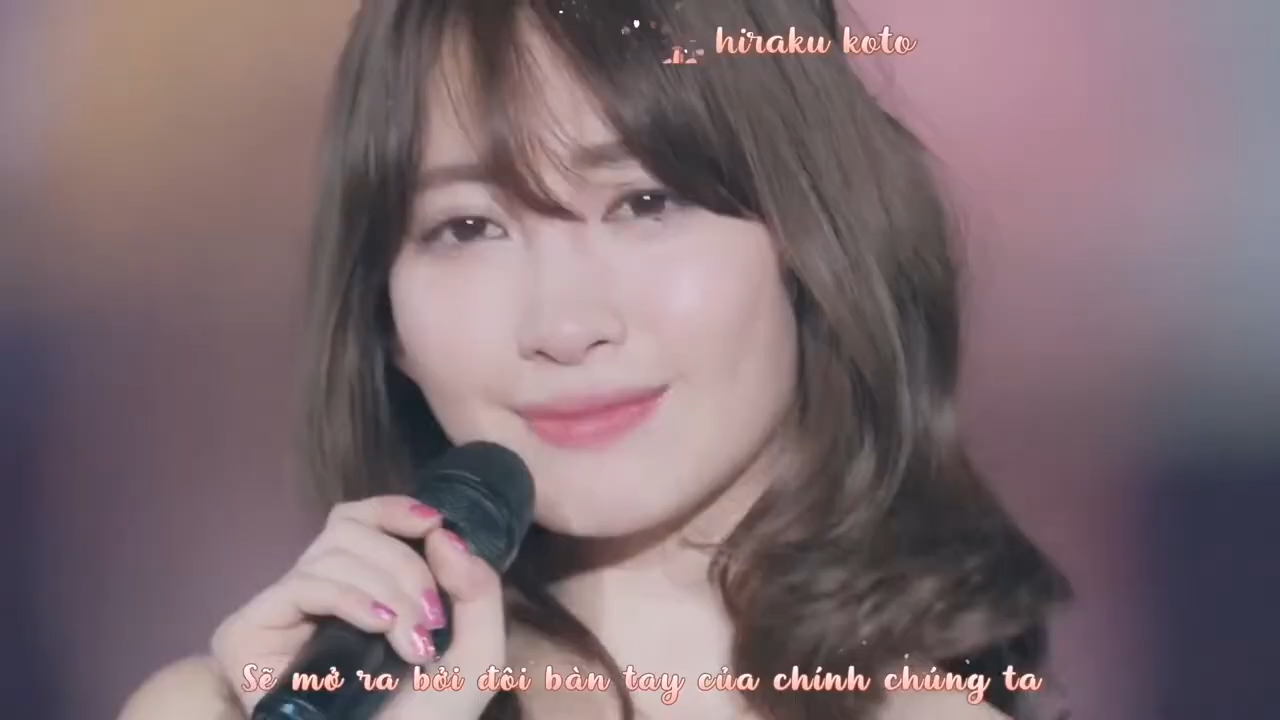 hiraku koto
Sẽ mở ra bởi đôi bàn tay của chính chúng ta